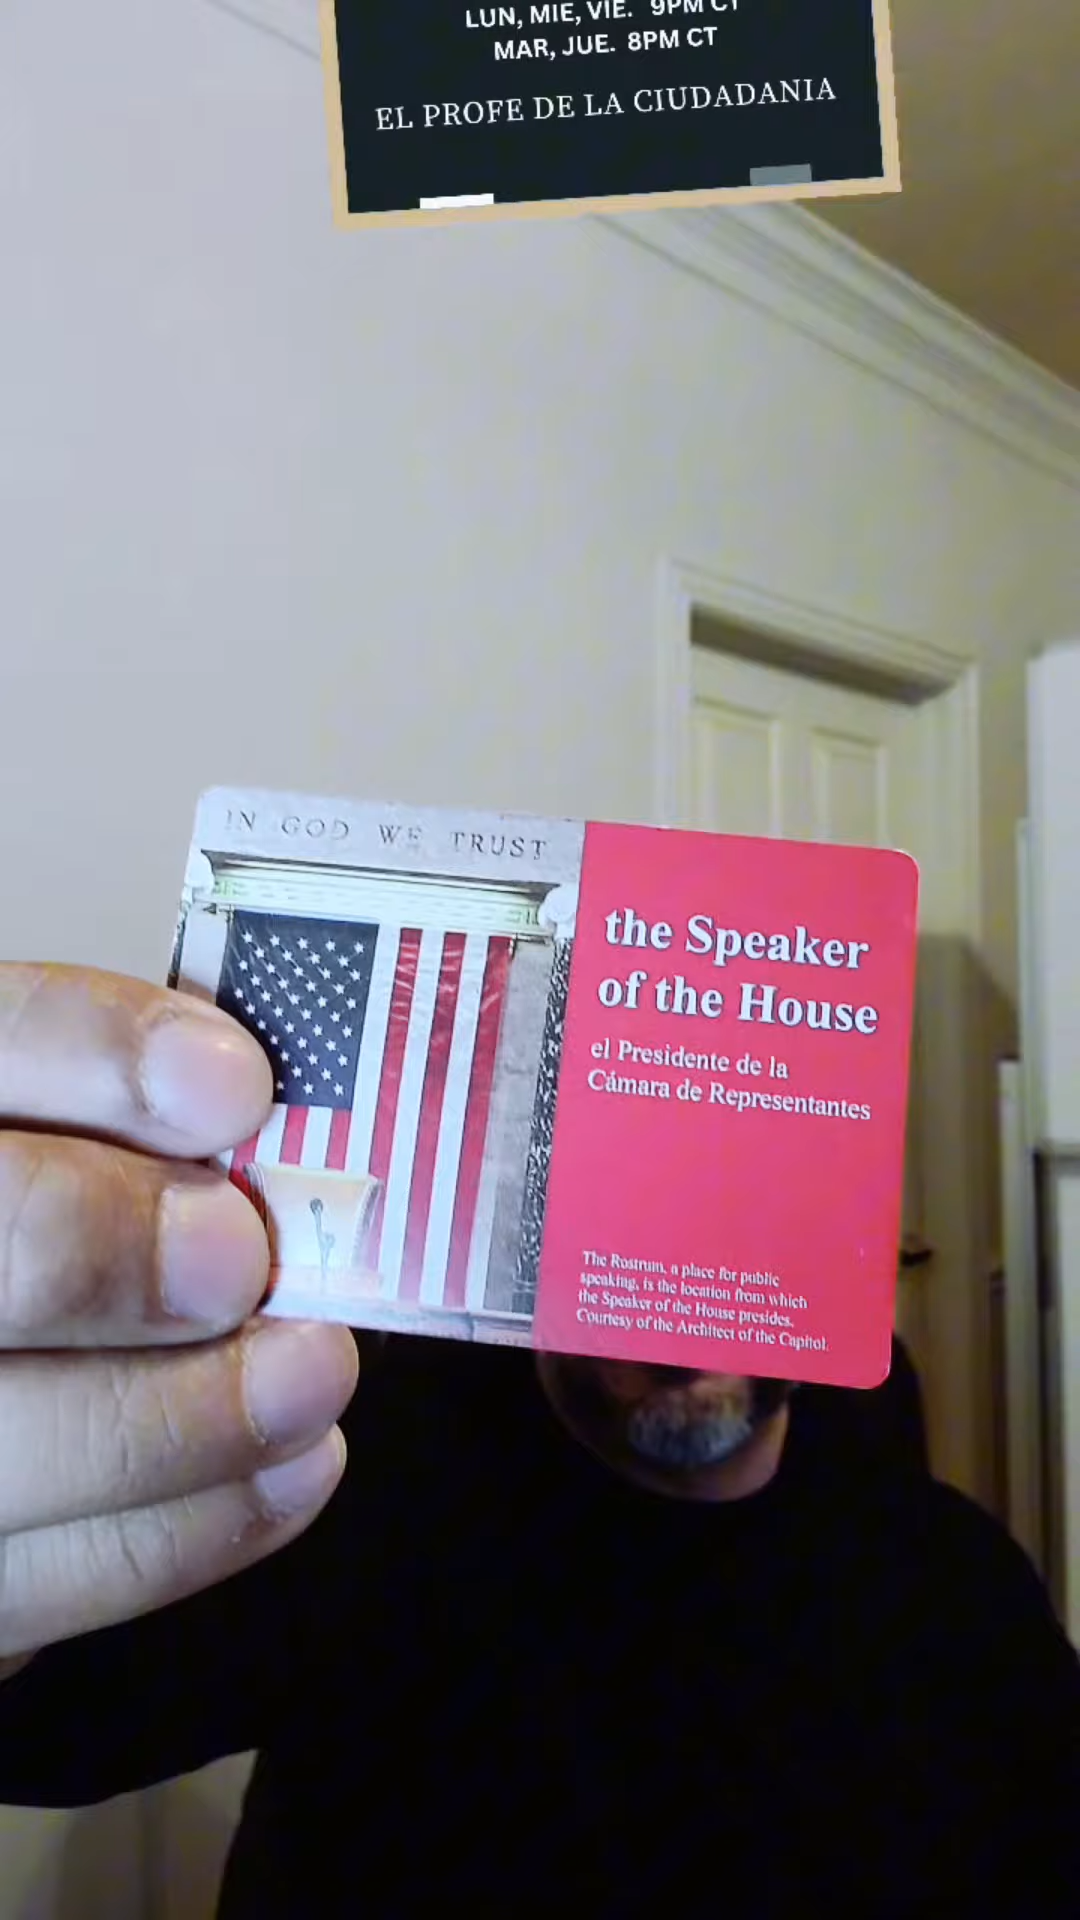 LUN, MIE, VIE. 9PM CT
MAR, JUE. 8PM CT
EL PROFE DE LA CIUDADANIA
IN GOD WE TRUST
the Speaker
of the House
el Presidente de la
Cámara de Representantes
The Rostrum, a place for public
speaking, is the location from which
the Speaker of the House presides.
Courtesy of the Architect of the Capitol.